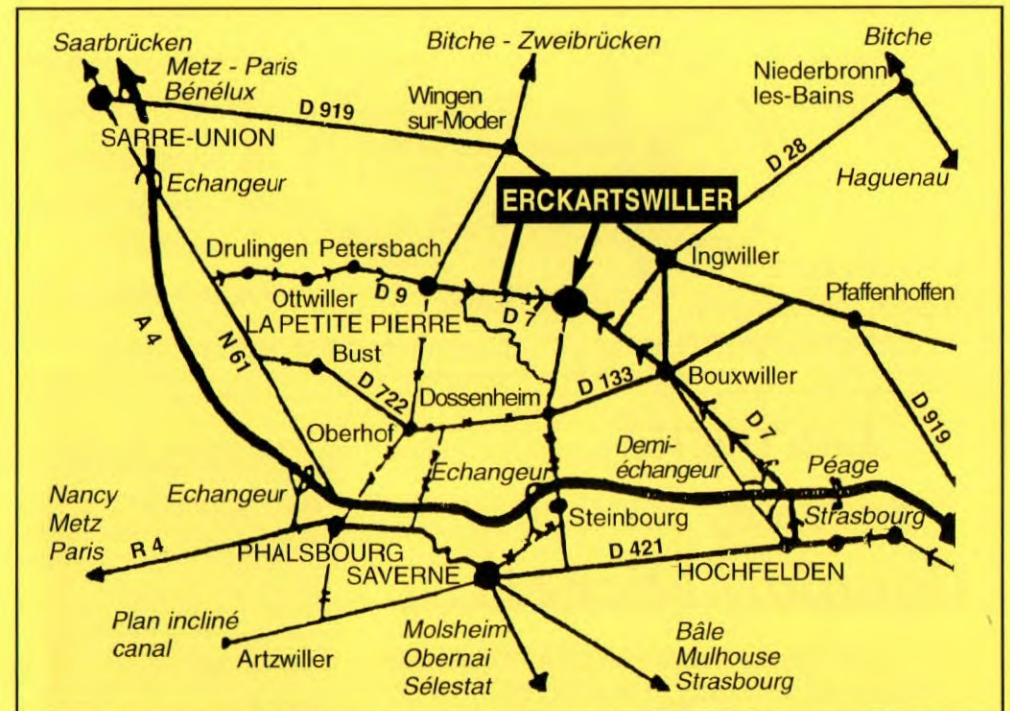 Saarbrücken
Metz - Paris
Bénélux
Bitche - Zweibrücken
Bitche
Niederbronn
les-Bains
Wingen
sur-Moder
D 919
SARRE-UNION
D 28
Echangeur
Haguenau
ERCKARTSWILLER
Drulingen
Petersbach
Ingwiller
Ottwiller
D 9
D 7
Pfaffenhoffen
LA PETITE PIERRE
A 4
N 61
Bust
D 722
Dossenheim
D 133
Bouxwiller
Oberhof
D 7
D 919
Echangeur
Demi-
échangeur
Péage
Nancy
Metz
Paris
Echangeur
Steinbourg
Strasbourg
R 4
PHALSBOURG
D 421
SAVERNE
HOCHFELDEN
Plan incliné
canal
Artzwiller
Molsheim
Obernai
Sélestat
Bâle
Mulhouse
Strasbourg